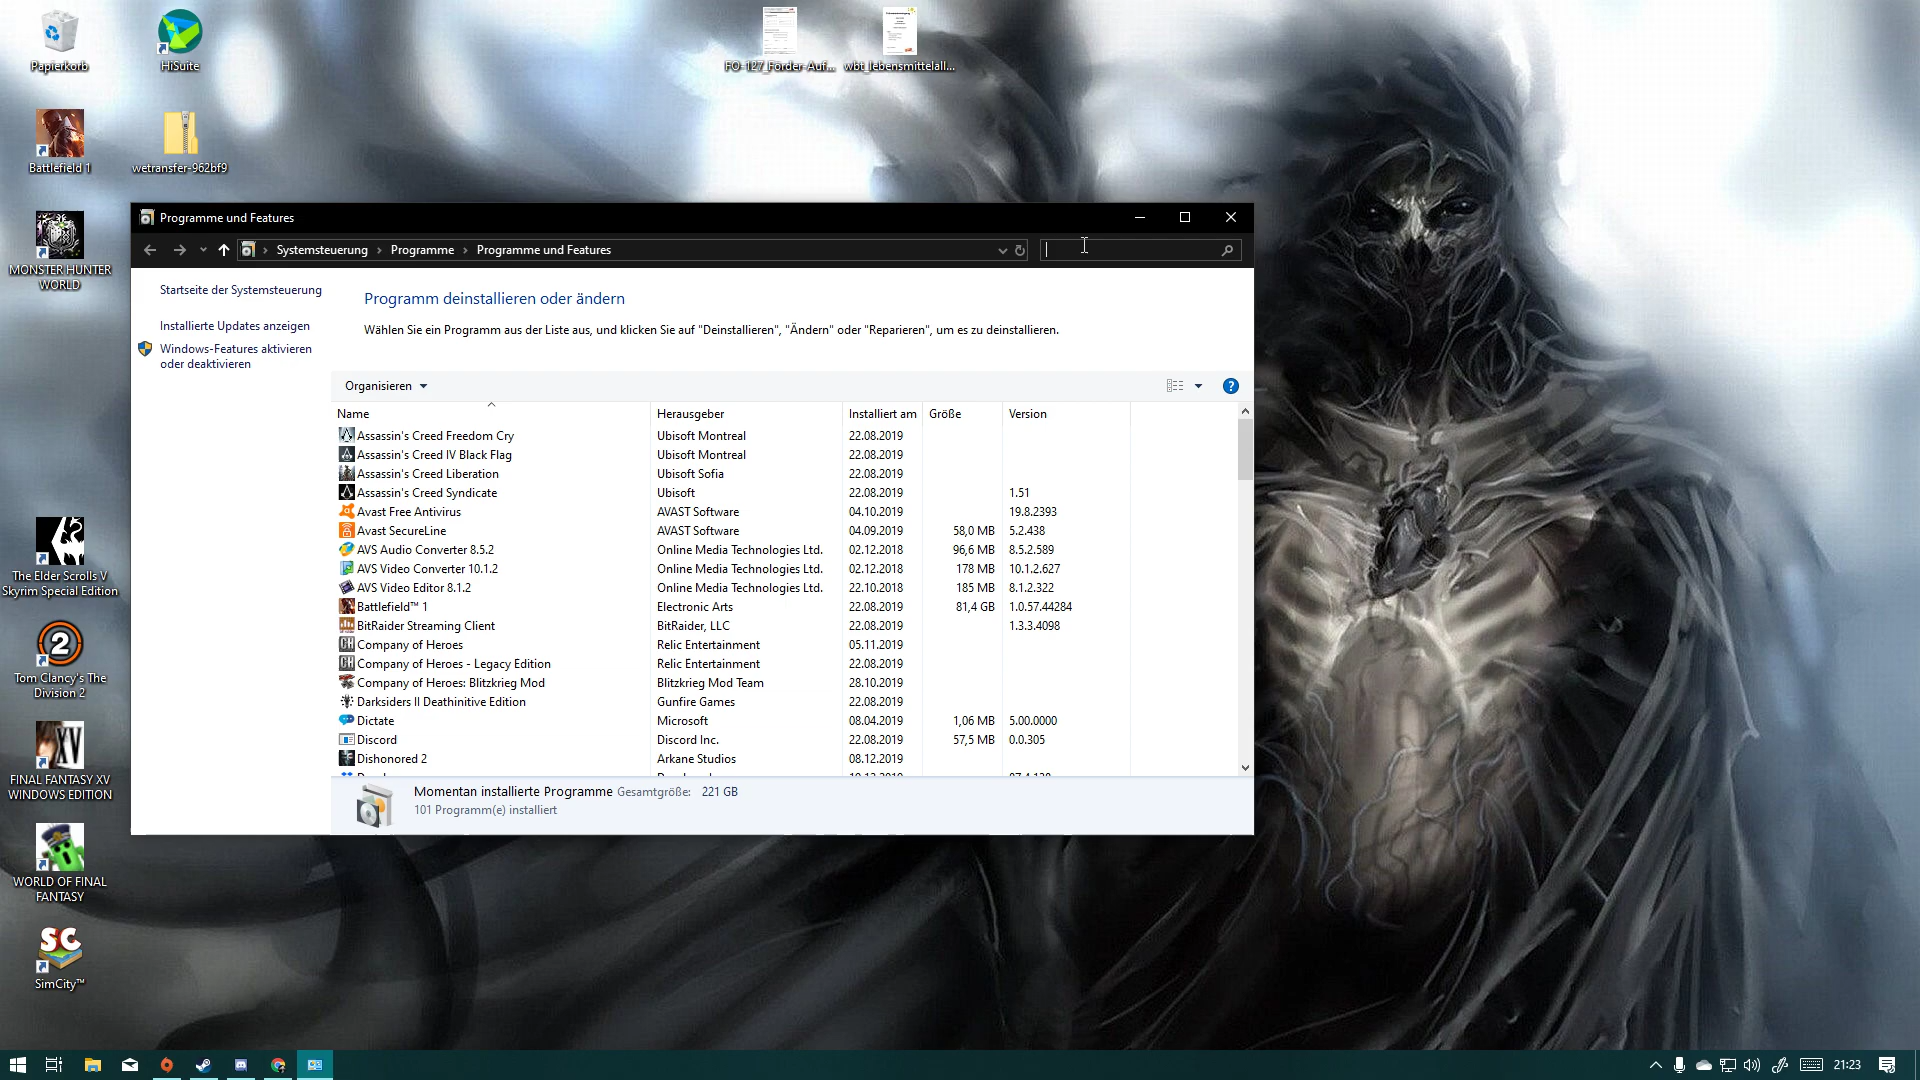 Papierkorb
HiSuite
FO-127_Förder-Auf...
wbt_lebensmittelall...
Battlefield 1
wetransfer-962bf9
MONSTER HUNTER
WORLD
The Elder Scrolls V
Skyrim Special Edition
Tom Clancy's The
Division 2
FINAL FANTASY XV
WINDOWS EDITION
WORLD OF FINAL
FANTASY
SimCity™
Programme und Features
Systemsteuerung > Programme > Programme und Features
Startseite der Systemsteuerung
Installierte Updates anzeigen
Windows-Features aktivieren
oder deaktivieren
Programm deinstallieren oder ändern
Wählen Sie ein Programm aus der Liste aus, und klicken Sie auf "Deinstallieren", "Ändern" oder "Reparieren", um es zu deinstallieren.
Organisieren
Name Herausgeber Installiert am Größe Version
Assassin's Creed Freedom Cry Ubisoft Montreal 22.08.2019
Assassin's Creed IV Black Flag Ubisoft Montreal 22.08.2019
Assassin's Creed Liberation Ubisoft Sofia 22.08.2019
Assassin's Creed Syndicate Ubisoft 22.08.2019 1.51
Avast Free Antivirus AVAST Software 04.10.2019 19.8.2393
Avast SecureLine AVAST Software 04.09.2019 58,0 MB 5.2.438
AVS Audio Converter 8.5.2 Online Media Technologies Ltd. 02.12.2018 96,6 MB 8.5.2.589
AVS Video Converter 10.1.2 Online Media Technologies Ltd. 02.12.2018 178 MB 10.1.2.627
AVS Video Editor 8.1.2 Online Media Technologies Ltd. 22.10.2018 185 MB 8.1.2.322
Battlefield™ 1 Electronic Arts 22.08.2019 81,4 GB 1.0.57.44284
BitRaider Streaming Client BitRaider, LLC 22.08.2019 1.3.3.4098
Company of Heroes Relic Entertainment 05.11.2019
Company of Heroes - Legacy Edition Relic Entertainment 22.08.2019
Company of Heroes: Blitzkrieg Mod Blitzkrieg Mod Team 28.10.2019
Darksiders II Deathinitive Edition Gunfire Games 22.08.2019
Dictate Microsoft 08.04.2019 1,06 MB 5.00.0000
Discord Discord Inc. 22.08.2019 57,5 MB 0.0.305
Dishonored 2 Arkane Studios 08.12.2019
Momentan installierte Programme Gesamtgröße: 221 GB
101 Programm(e) installiert
21:23